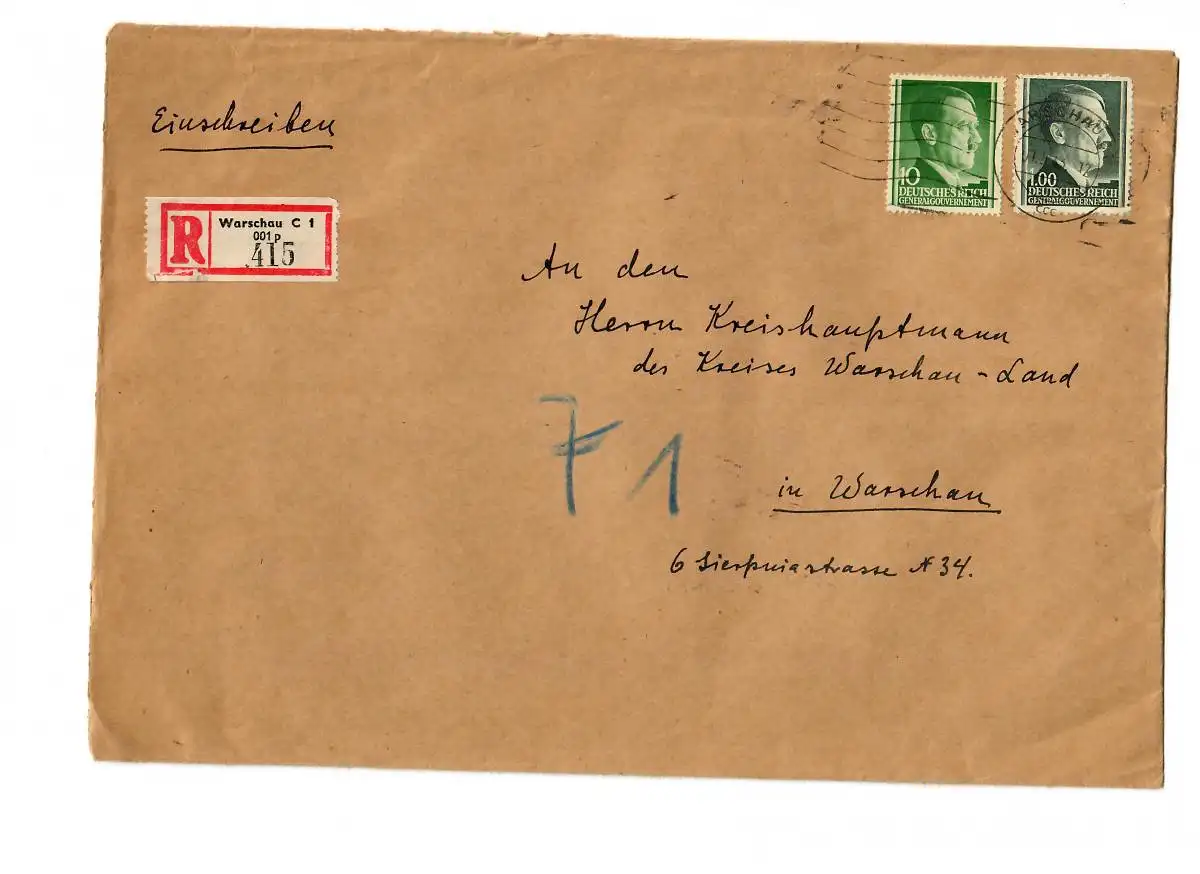 Einschreiben
R
Warschau C 1
001 p
415
10
DEUTSCHES REICH
GENERALGOUVERNEMENT
1.00
DEUTSCHES REICH
GENERALGOUVERNEMENT
An den
Herrn Kreishauptmann
des Kreises Warschau-Land
71
in Warschau
6 Sierpniastrasse N 34.